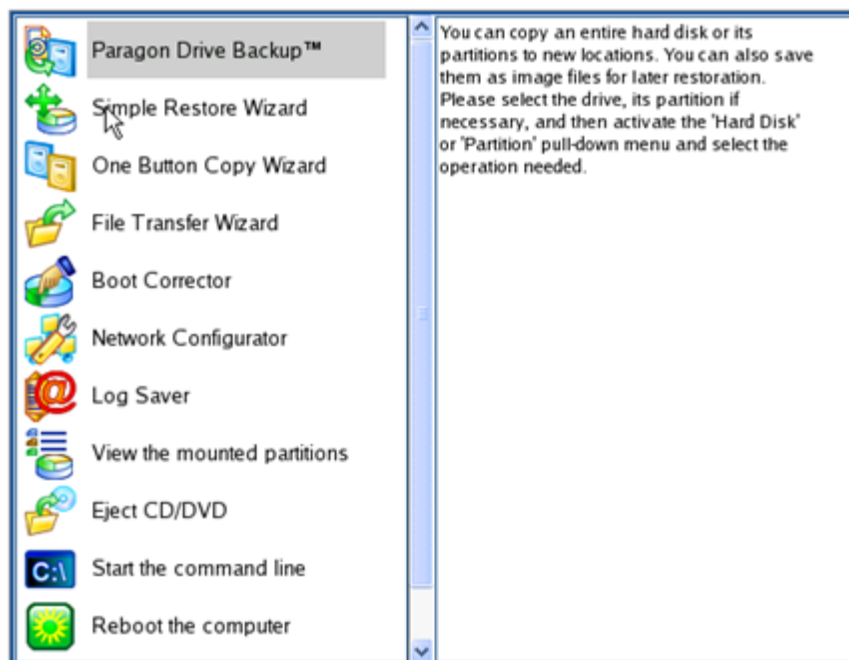 Paragon Drive Backup™
Simple Restore Wizard
One Button Copy Wizard
File Transfer Wizard
Boot Corrector
Network Configurator
Log Saver
View the mounted partitions
Eject CD/DVD
C:\
Start the command line
Reboot the computer
You can copy an entire hard disk or its
partitions to new locations. You can also save
them as image files for later restoration.
Please select the drive, its partition if
necessary, and then activate the 'Hard Disk'
or 'Partition' pull-down menu and select the
operation needed.